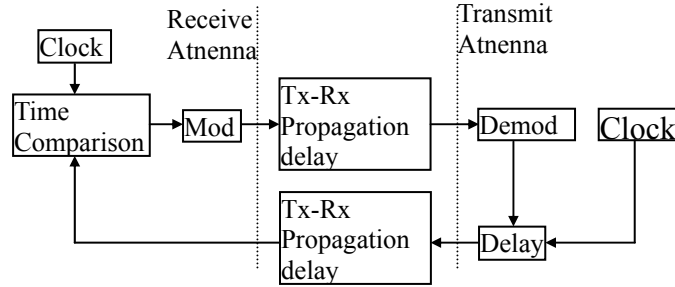 Receive
Atnenna
Transmit
Atnenna
Clock
Time
Comparison
Mod
Tx-Rx
Propagation
delay
Demod
Clock
Tx-Rx
Propagation
delay
Delay